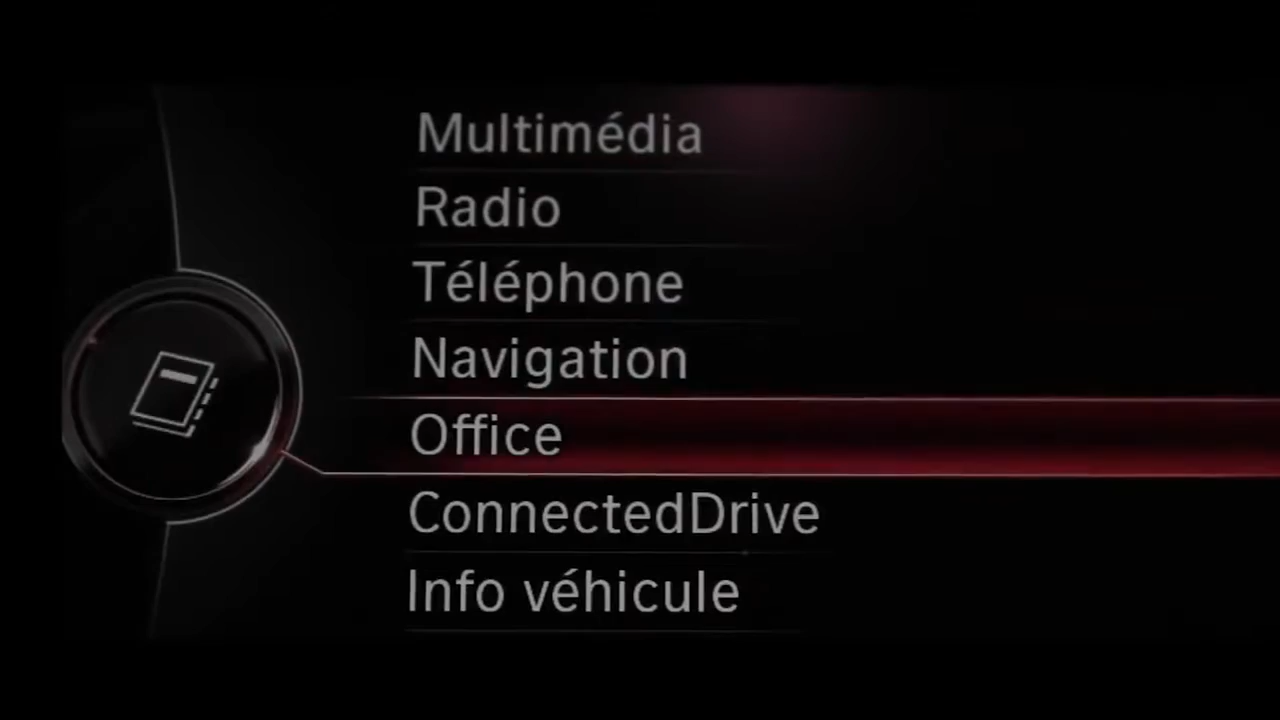 Multimédia
Radio
Téléphone
Navigation
Office
ConnectedDrive
Info véhicule